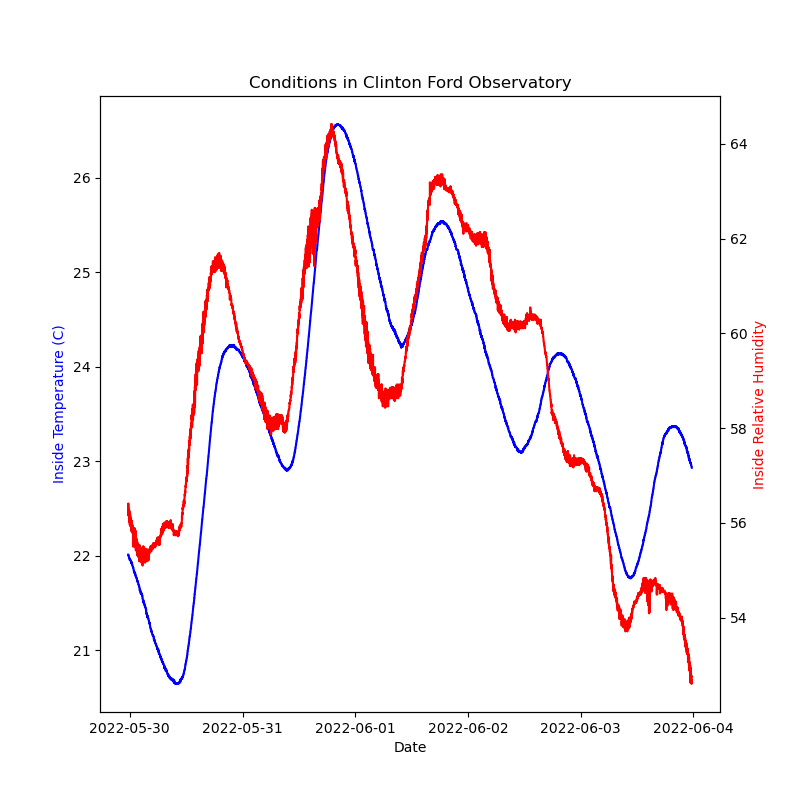 Conditions in Clinton Ford Observatory
26
25
24
23
22
21
Inside Temperature (C)
64
62
60
58
56
54
Inside Relative Humidity
2022-05-30 2022-05-31 2022-06-01 2022-06-02 2022-06-03 2022-06-04
Date